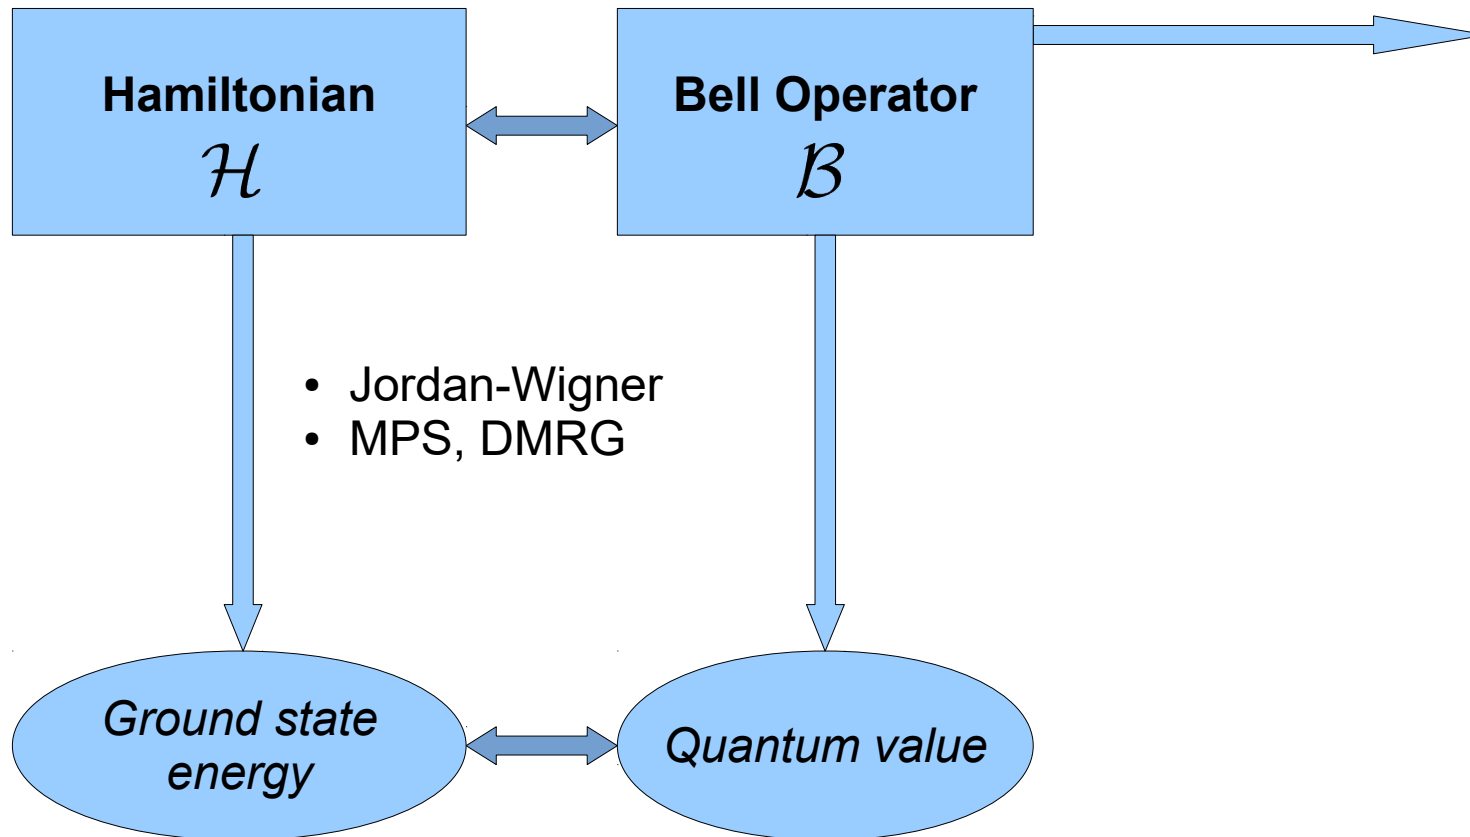 Hamiltonian
ℋ
Bell Operator
ℬ
• Jordan-Wigner
• MPS, DMRG
Ground state
energy
Quantum value